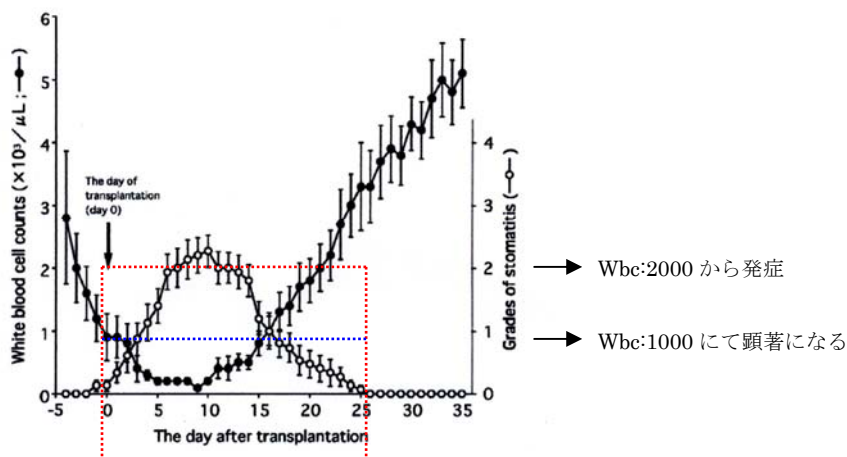 6
5
4
3
2
1
0
White blood cell counts (×10³/μL ;—●—)
The day of
transplantation
(day 0)
4
3
2
1
0
Grades of stomatitis (—○—)
-5 0 5 10 15 20 25 30 35
The day after transplantation
Wbc:2000 から発症
Wbc:1000 にて顕著になる